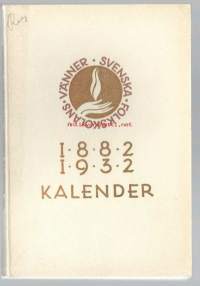 SVENSKA FOLKSKOLANS VÄNNER
1·8·8·2
1·9·3·2
KALENDER